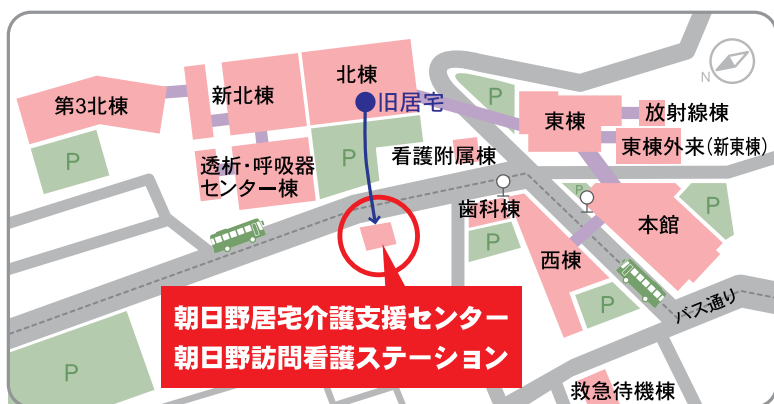 北棟
旧居宅
新北棟
第3北棟
P
P
透析・呼吸器
センター棟
P
看護附属棟
P
東棟
放射線棟
東棟外来(新東棟)
N
歯科棟
P
西棟
P
本館
P
P
バス通り
P
朝日野居宅介護支援センター
朝日野訪問看護ステーション
救急待機棟